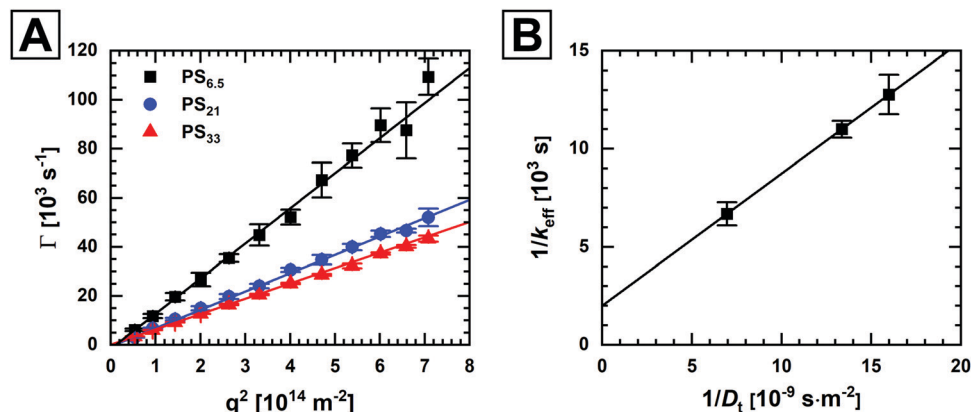 A
Γ [10³ s⁻¹]
120
100
80
60
40
20
0
PS₆.₅
PS₂₁
PS₃₃
0 1 2 3 4 5 6 7 8
q² [10¹⁴ m⁻²]
B
1/k_eff [10³ s]
15
10
5
0
0 5 10 15 20
1/D_t [10⁻⁹ s·m⁻²]